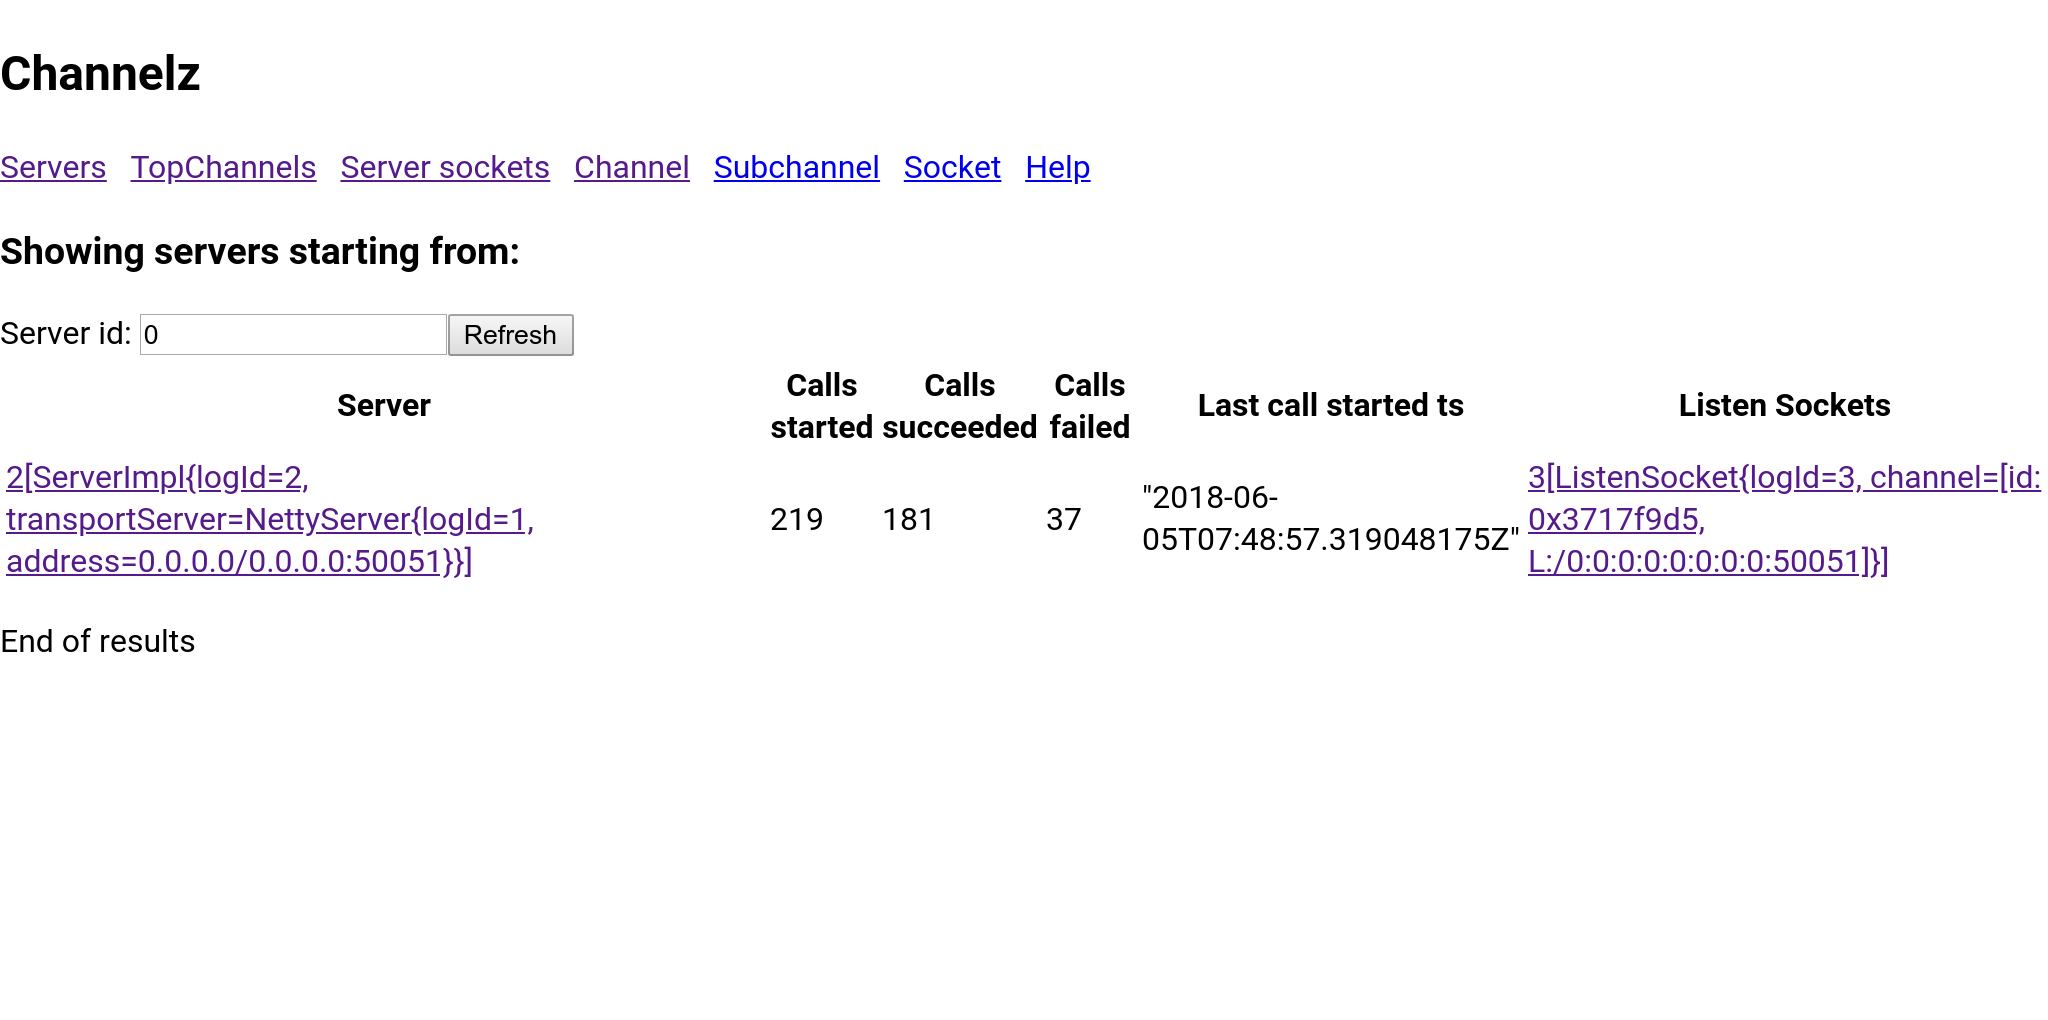 Channelz
Servers TopChannels Server sockets Channel Subchannel Socket Help
Showing servers starting from:
Server id: 0 Refresh
Server Calls started Calls succeeded Calls failed Last call started ts Listen Sockets
2[ServerImpl{logId=2,
transportServer=NettyServer{logId=1,
address=0.0.0.0/0.0.0.0:50051}}]
219 181 37
"2018-06-
05T07:48:57.319048175Z"
3[ListenSocket{logId=3, channel=[id:
0x3717f9d5,
L:/0:0:0:0:0:0:0:0:50051]}]
End of results